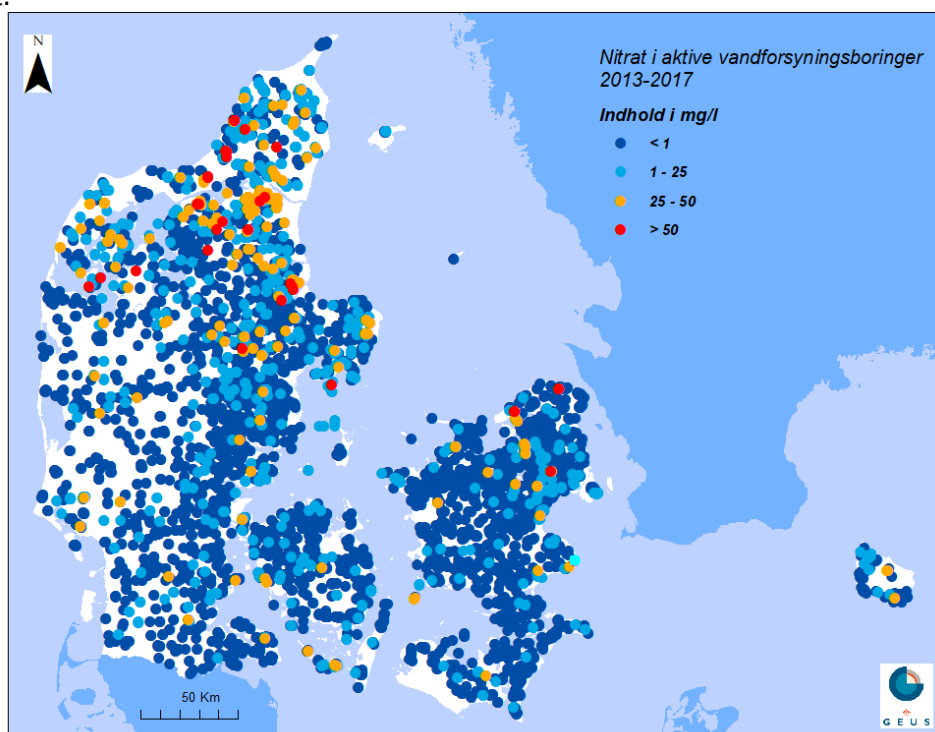 N
Nitrat i aktive vandforsyningsboringer
2013-2017
Indhold i mg/l
< 1
1 - 25
25 - 50
> 50
50 Km
GEUS